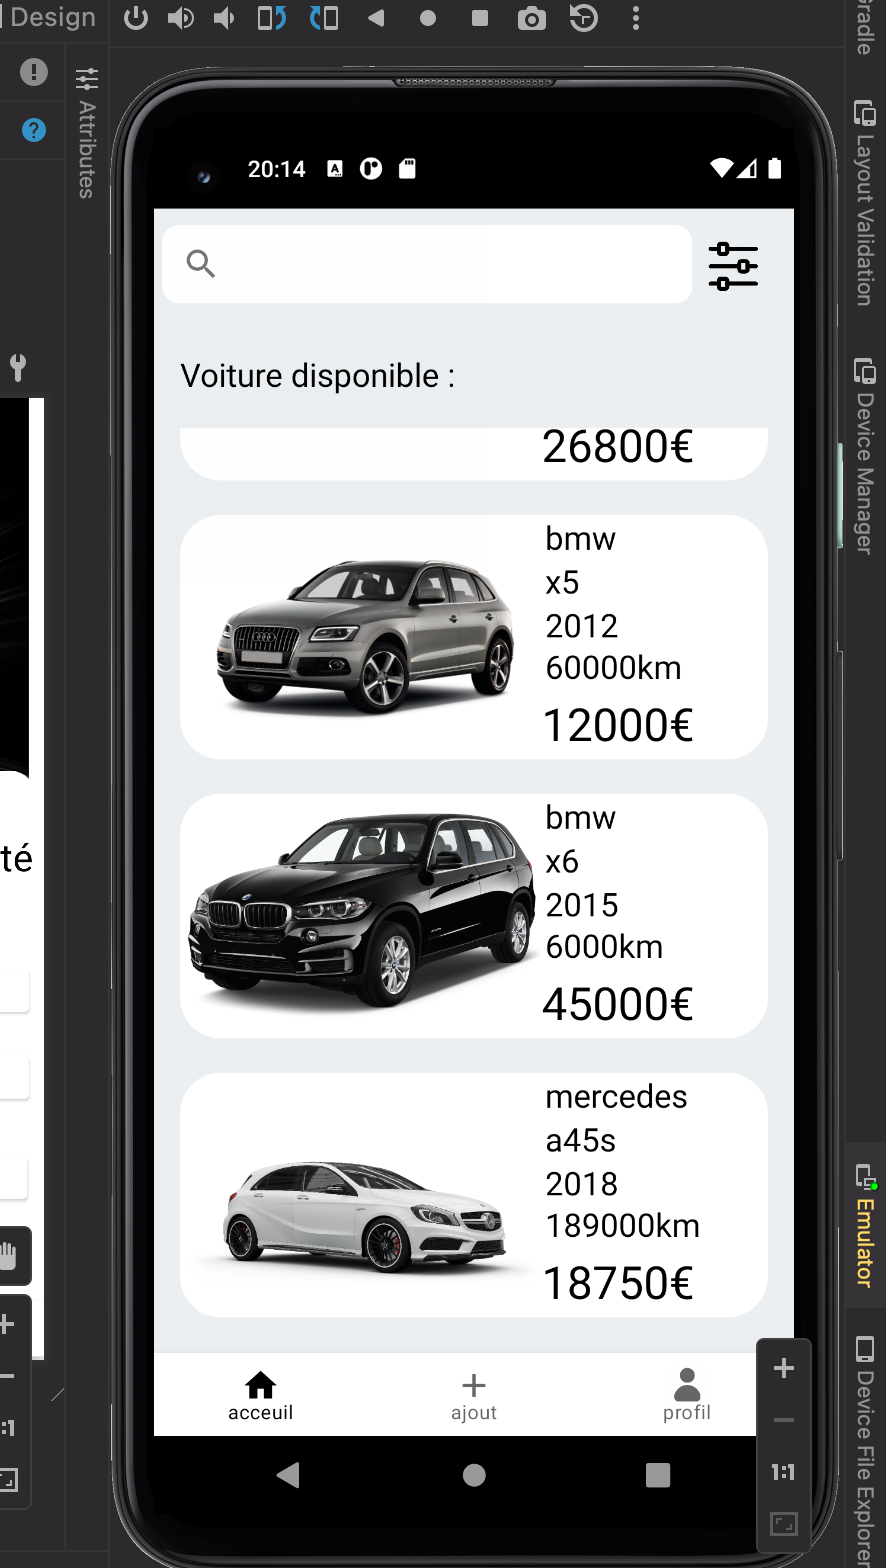 Design
Gradle
Attributes
Layout Validation
20:14
A
Voiture disponible :
26800€
Device Manager
bmw
x5
2012
60000km
12000€
té
bmw
x6
2015
6000km
45000€
mercedes
a45s
2018
189000km
18750€
Emulator
acceuil
ajout
profil
:1
1:1
Device File Explorer